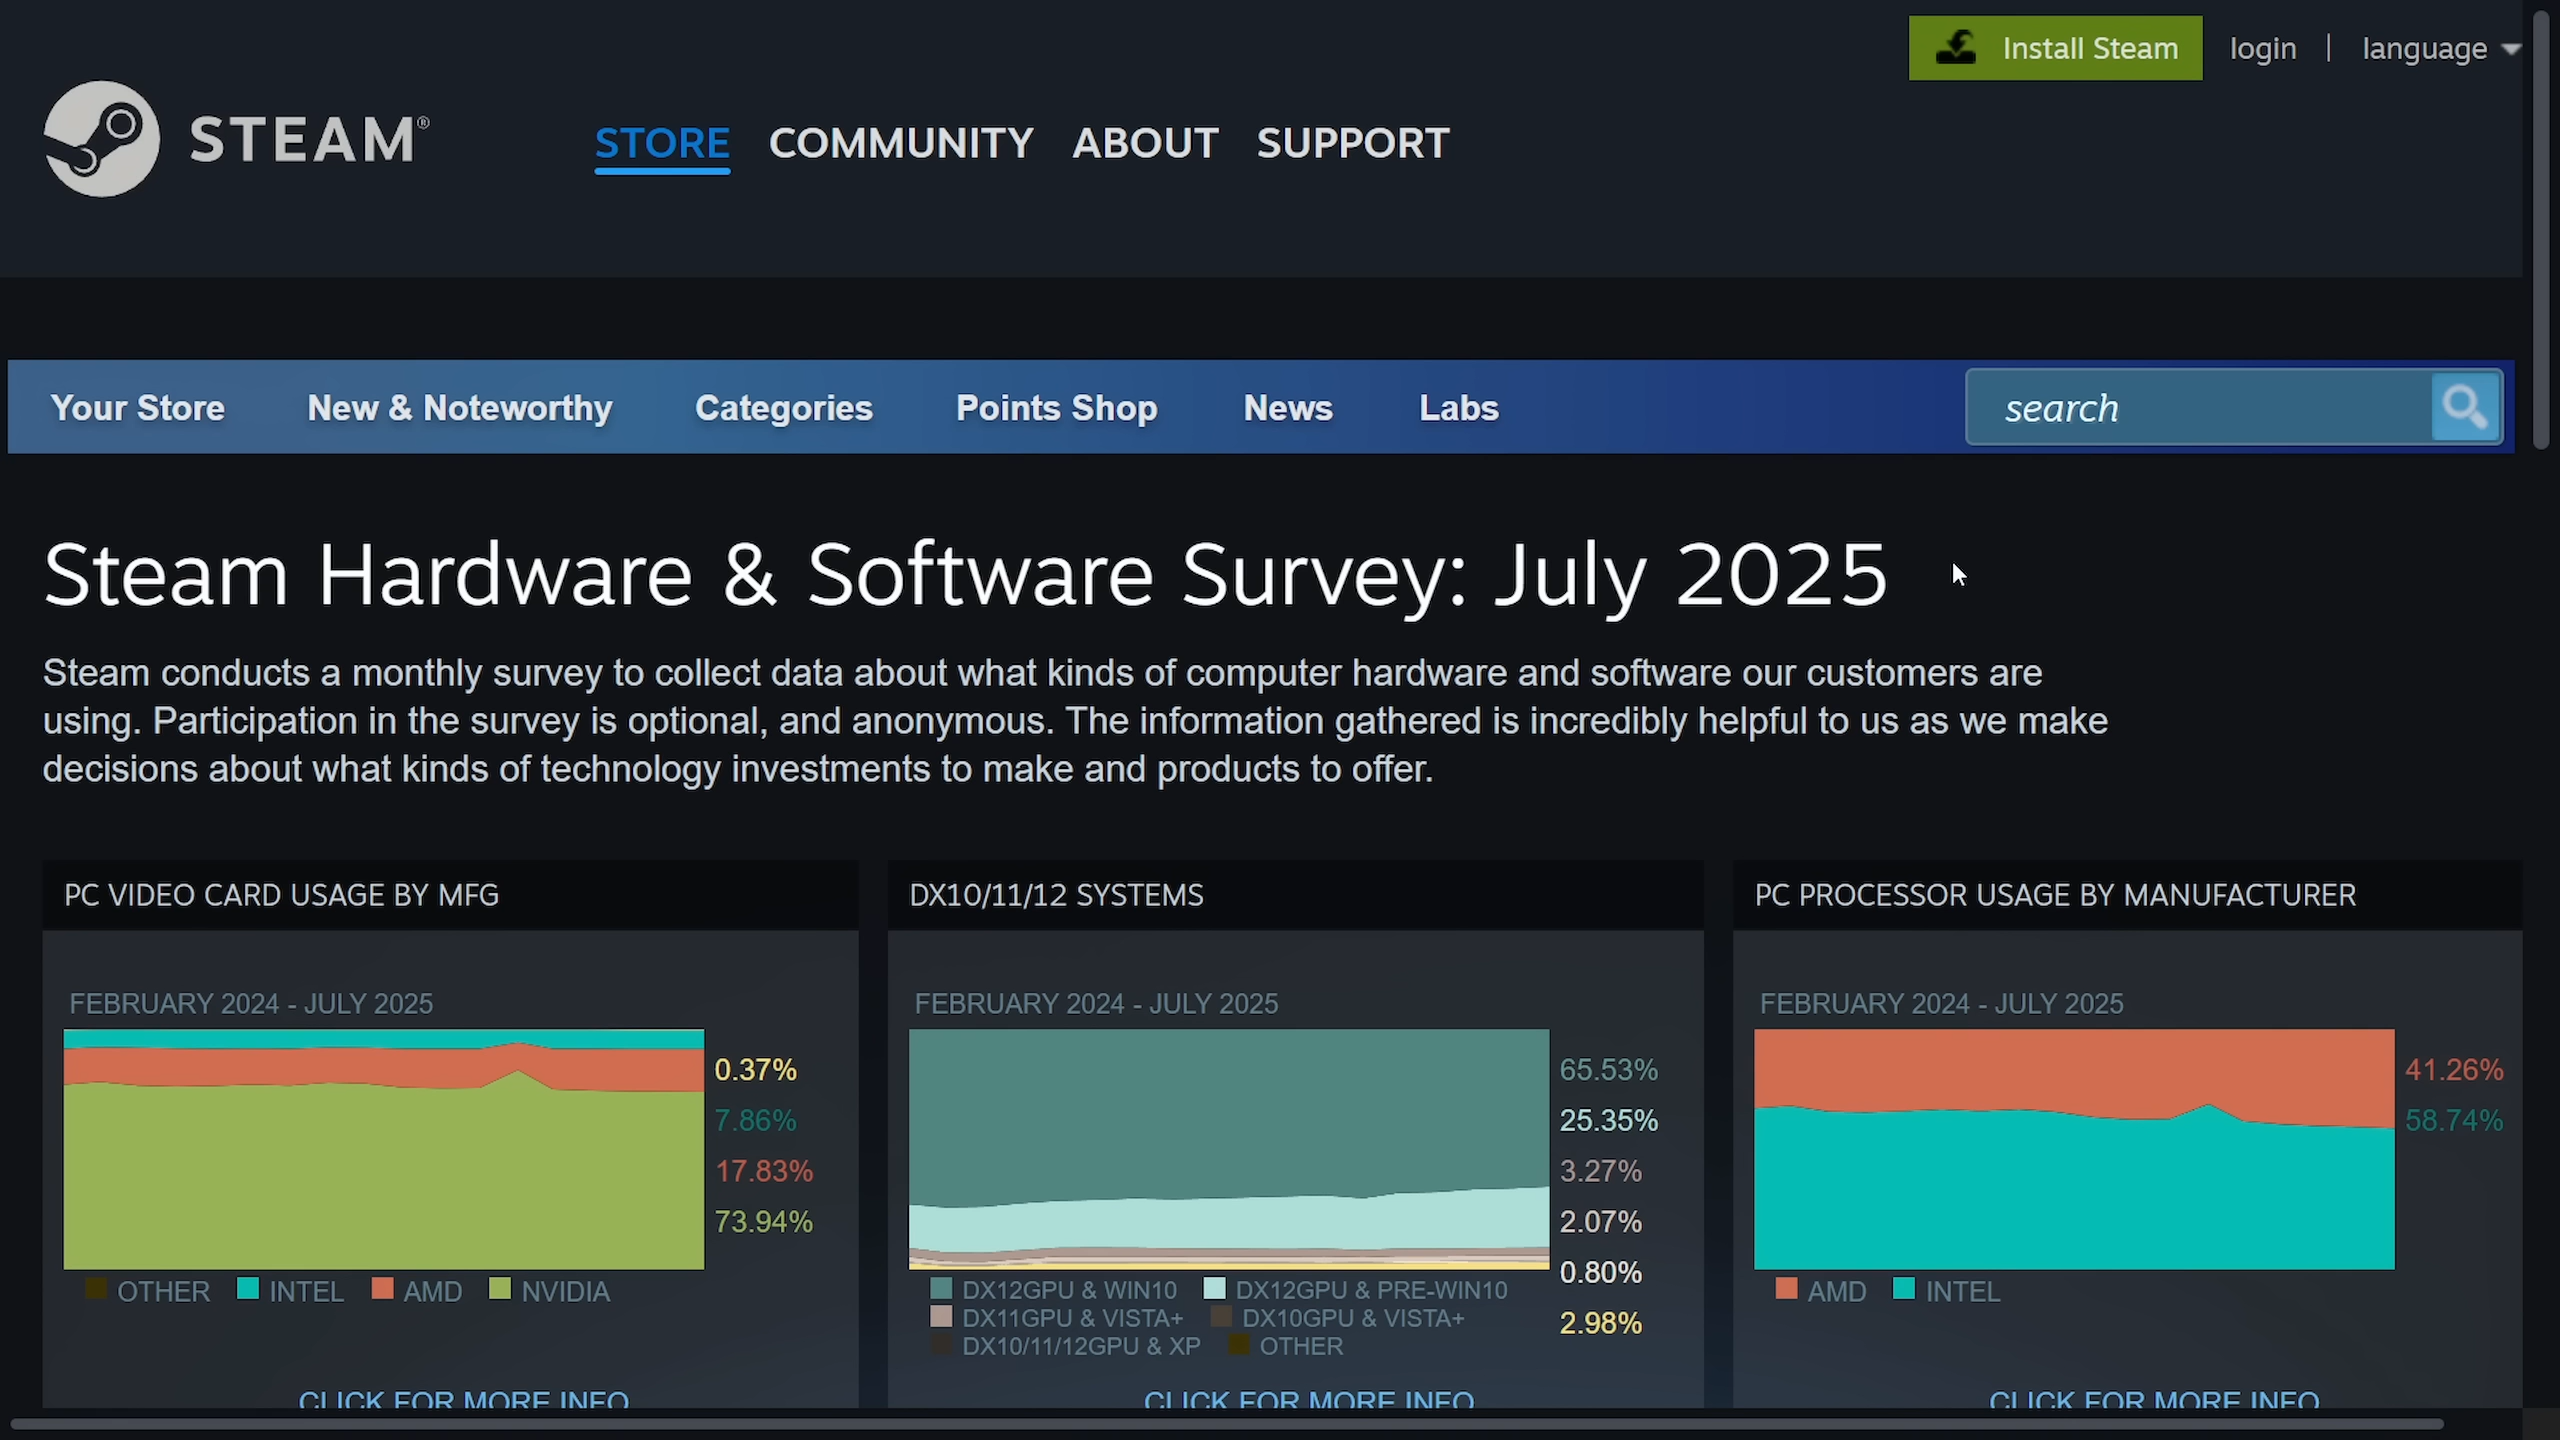 Install Steam login | language
STEAM®
STORE COMMUNITY ABOUT SUPPORT
Your Store New & Noteworthy Categories Points Shop News Labs search
Steam Hardware & Software Survey: July 2025
Steam conducts a monthly survey to collect data about what kinds of computer hardware and software our customers are
using. Participation in the survey is optional, and anonymous. The information gathered is incredibly helpful to us as we make
decisions about what kinds of technology investments to make and products to offer.
PC VIDEO CARD USAGE BY MFG
FEBRUARY 2024 - JULY 2025
0.37%
7.86%
17.83%
73.94%
OTHER INTEL AMD NVIDIA
CLICK FOR MORE INFO
DX10/11/12 SYSTEMS
FEBRUARY 2024 - JULY 2025
65.53%
25.35%
3.27%
2.07%
0.80%
2.98%
DX12GPU & WIN10 DX12GPU & PRE-WIN10
DX11GPU & VISTA+ DX10GPU & VISTA+
DX10/11/12GPU & XP OTHER
CLICK FOR MORE INFO
PC PROCESSOR USAGE BY MANUFACTURER
FEBRUARY 2024 - JULY 2025
41.26%
58.74%
AMD INTEL
CLICK FOR MORE INFO